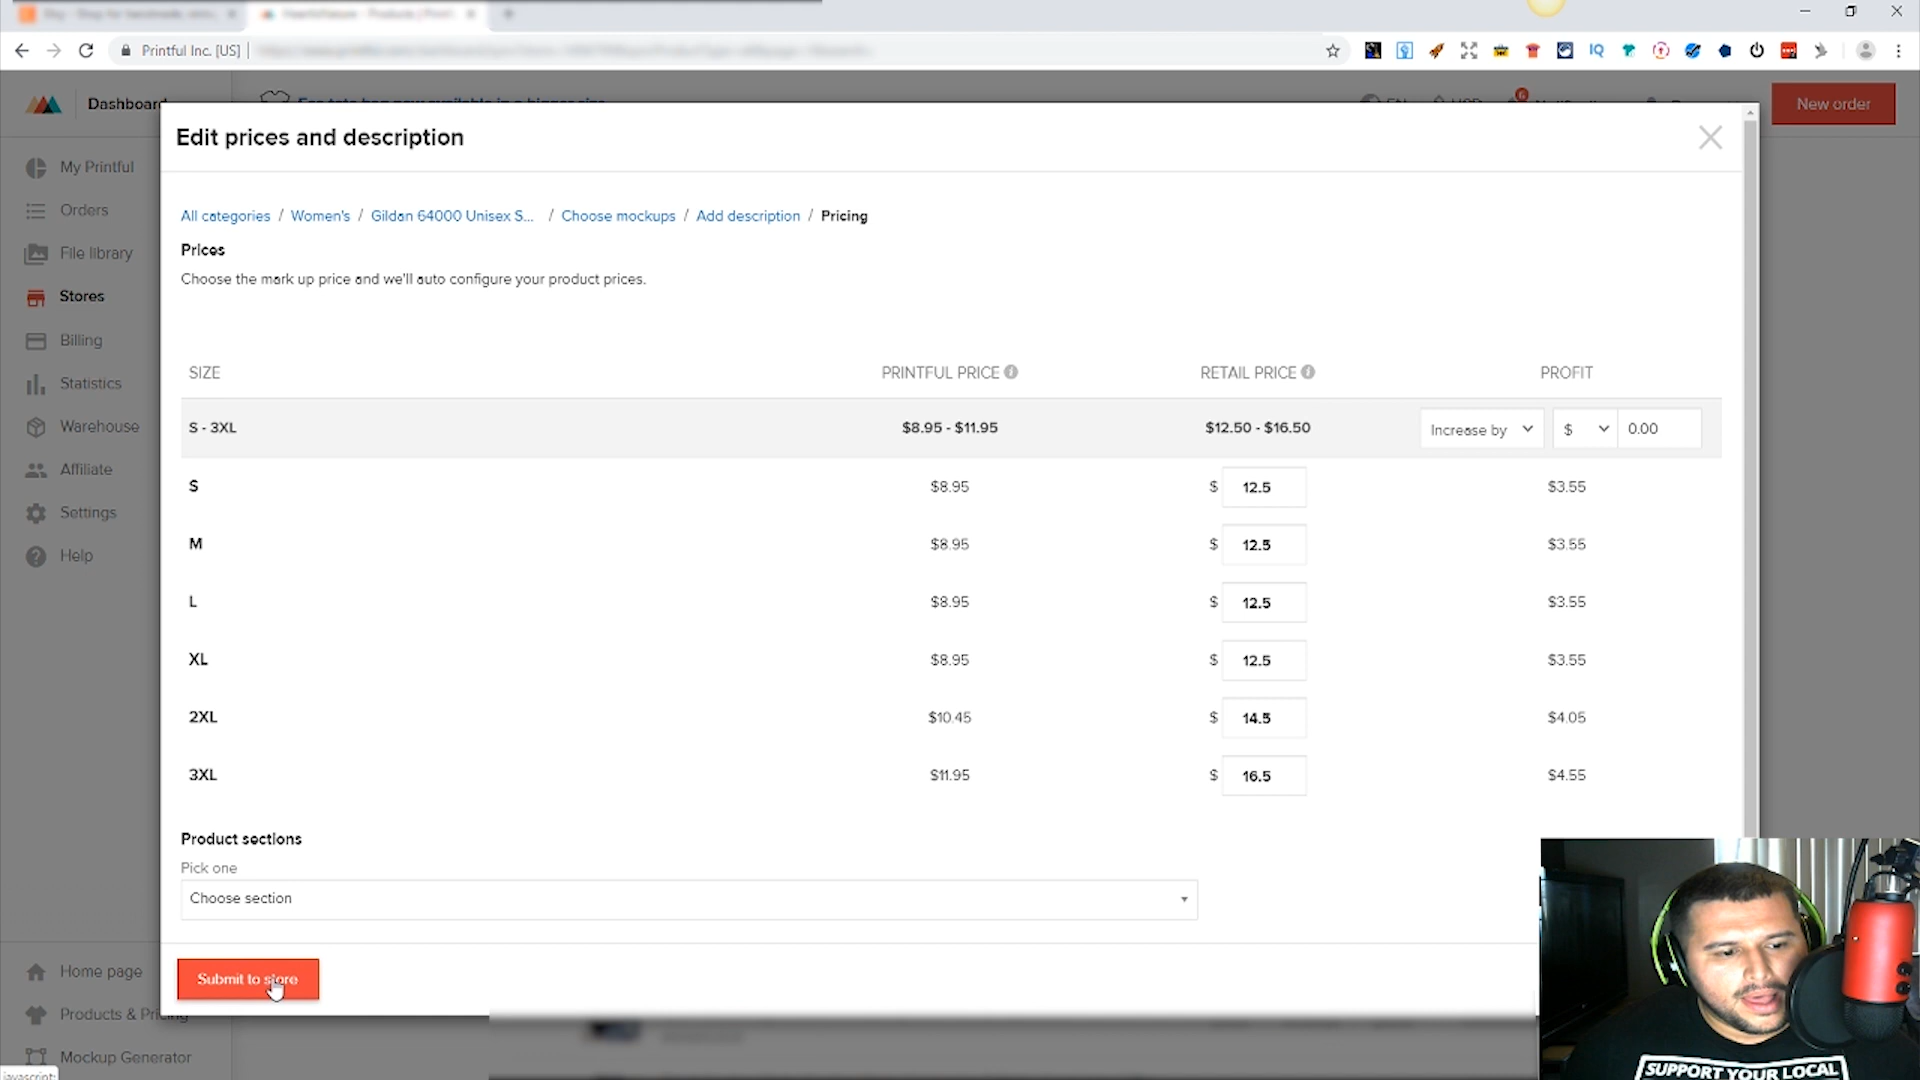 Printful Inc. [US]
IQ
Dashboard
New order
My Printful
Orders
File library
Stores
Billing
Statistics
Warehouse
Affiliate
Settings
Help
Home page
Products & Pricing
Mockup Generator
javascript:
Edit prices and description
All categories / Women's / Gildan 64000 Unisex S... / Choose mockups / Add description / Pricing
Prices
Choose the mark up price and we'll auto configure your product prices.
SIZE PRINTFUL PRICE RETAIL PRICE PROFIT
S - 3XL $8.95 - $11.95 $12.50 - $16.50 Increase by $ 0.00
S $8.95 $ 12.5 $3.55
M $8.95 $ 12.5 $3.55
L $8.95 $ 12.5 $3.55
XL $8.95 $ 12.5 $3.55
2XL $10.45 $ 14.5 $4.05
3XL $11.95 $ 16.5 $4.55
Product sections
Pick one
Choose section
Submit to store
SUPPORT YOUR LOCAL